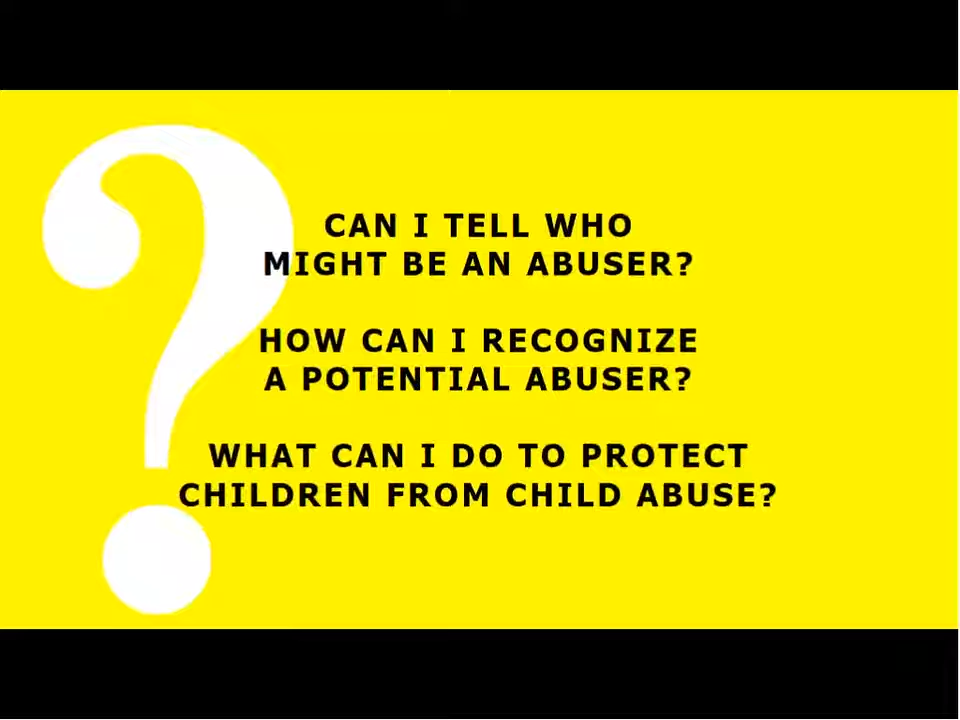 CAN I TELL WHO
MIGHT BE AN ABUSER?
HOW CAN I RECOGNIZE
A POTENTIAL ABUSER?
WHAT CAN I DO TO PROTECT
CHILDREN FROM CHILD ABUSE?